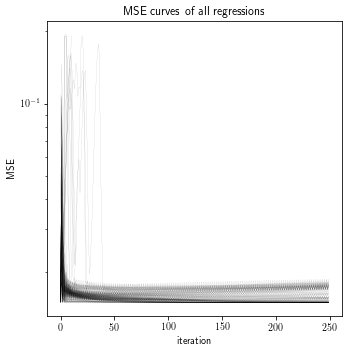 MSE curves of all regressions
10⁻¹
MSE
0 50 100 150 200 250
iteration